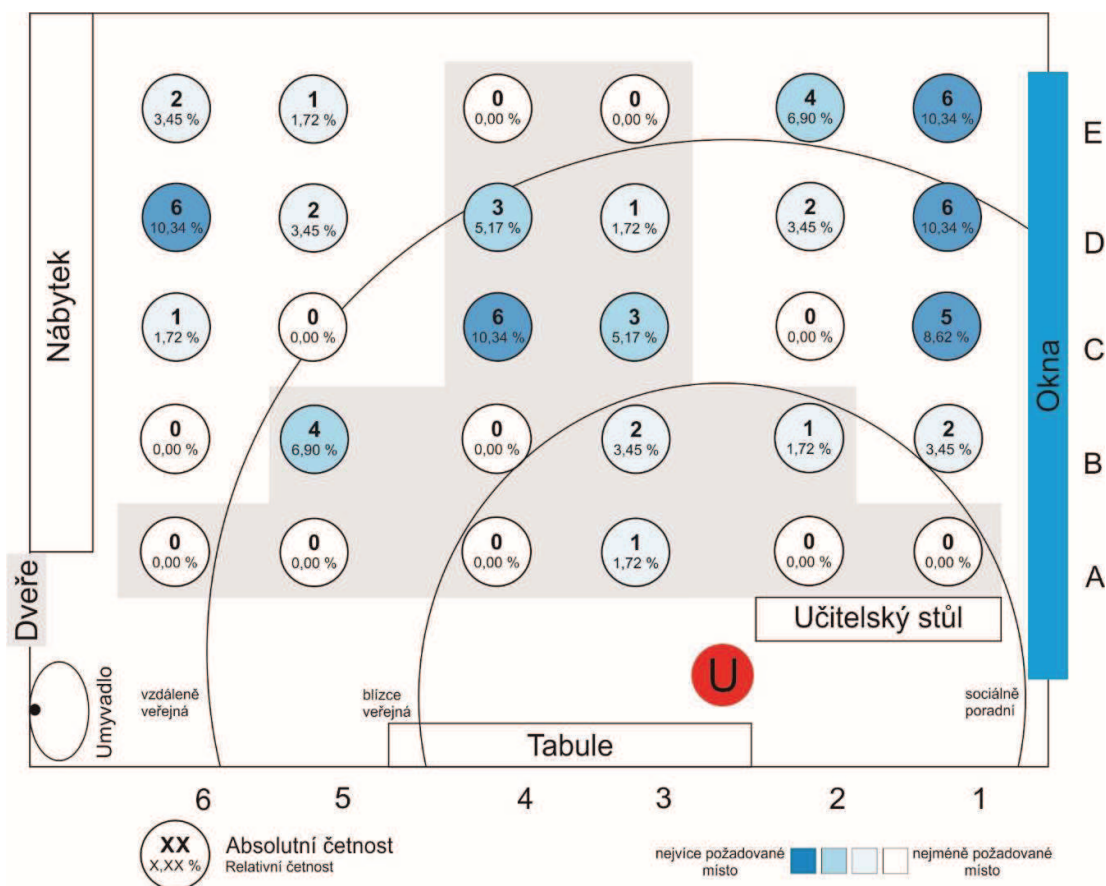 2
3,45 %
1
1,72 %
0
0,00 %
0
0,00 %
4
6,90 %
6
10,34 %
E
6
10,34 %
2
3,45 %
3
5,17 %
1
1,72 %
2
3,45 %
6
10,34 %
D
Nábytek
1
1,72 %
0
0,00 %
6
10,34 %
3
5,17 %
0
0,00 %
5
8,62 %
C
Okna
0
0,00 %
4
6,90 %
0
0,00 %
2
3,45 %
1
1,72 %
2
3,45 %
B
0
0,00 %
0
0,00 %
0
0,00 %
1
1,72 %
0
0,00 %
0
0,00 %
A
Dveře
Učitelský stůl
U
Umyvadlo
vzdáleně
veřejná
blízce
veřejná
sociálně
poradní
Tabule
6 5 4 3 2 1
XX
X,XX %
Absolutní četnost
Relativní četnost
nejvíce požadované
místo
nejméně požadované
místo